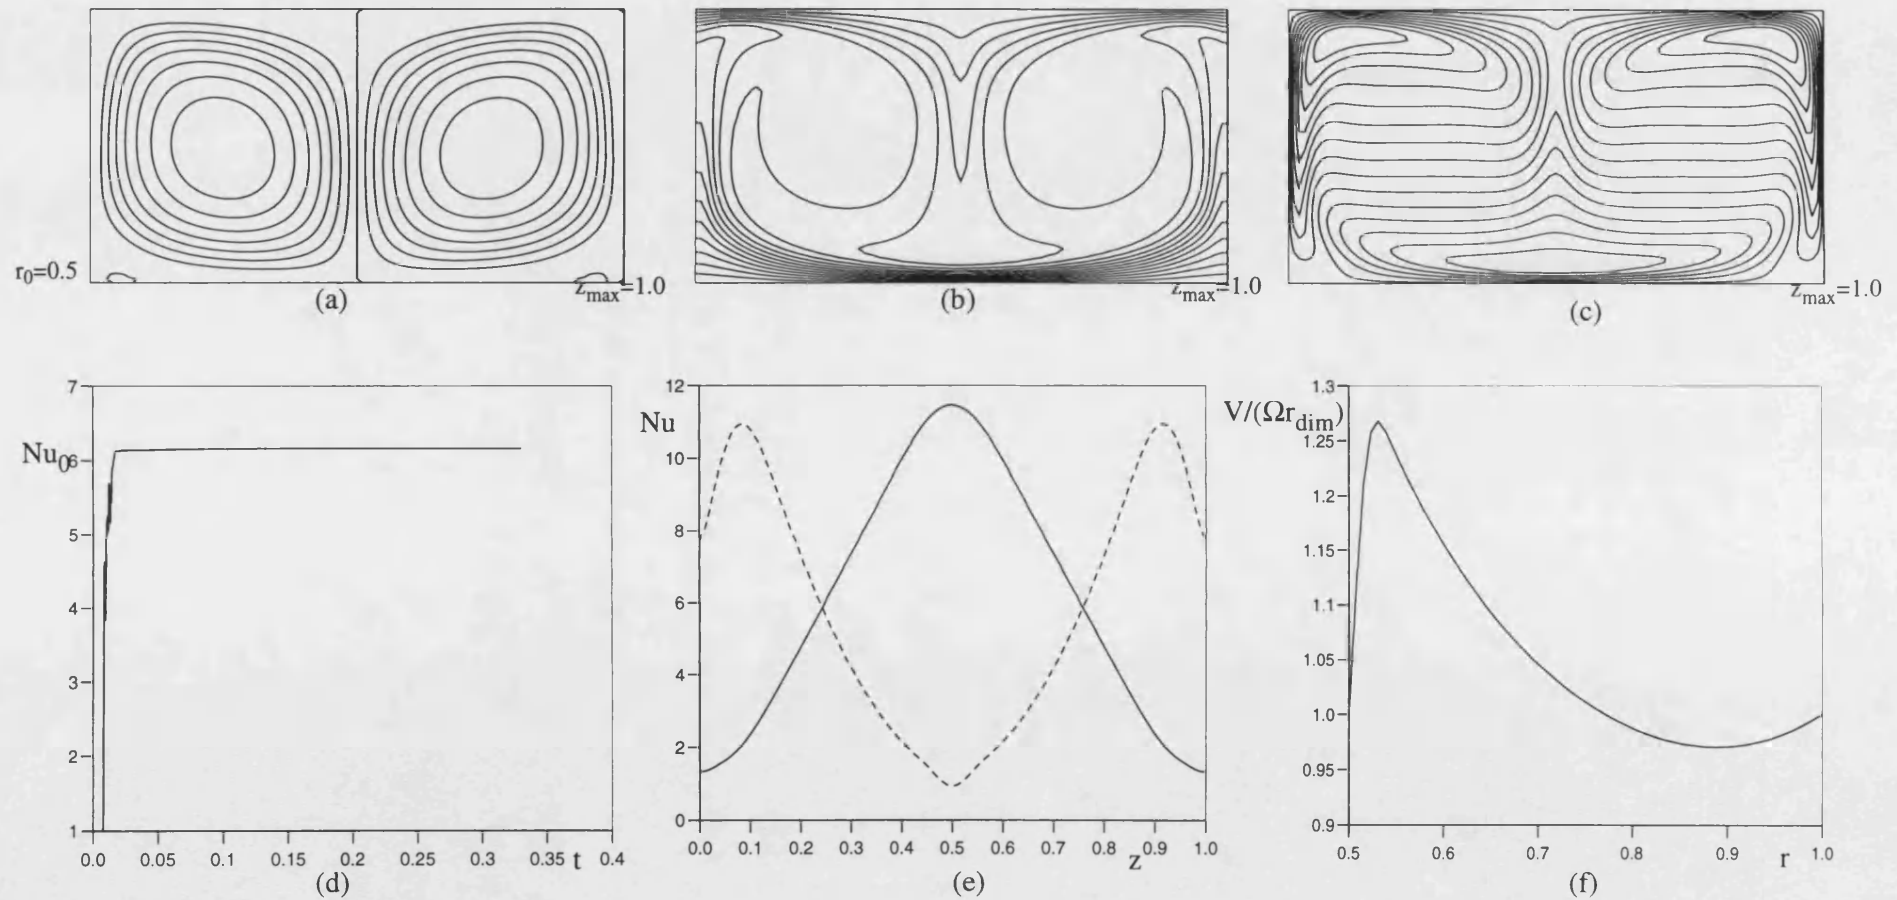 r₀=0.5
z_max=1.0
(a)
z_max=1.0
(b)
z_max=1.0
(c)
7
6
5
4
3
2
1
Nu₀
0.0 0.05 0.1 0.15 0.2 0.25 0.3 0.35 t 0.4
(d)
12
10
8
6
4
2
0
Nu
0.0 0.1 0.2 0.3 0.4 0.5 0.6 0.7 0.8 z 0.9 1.0
(e)
1.3
1.25
1.2
1.15
1.1
1.05
1.0
0.95
0.9
V/(Ωr_dim)
0.5 0.6 0.7 0.8 0.9 r 1.0
(f)